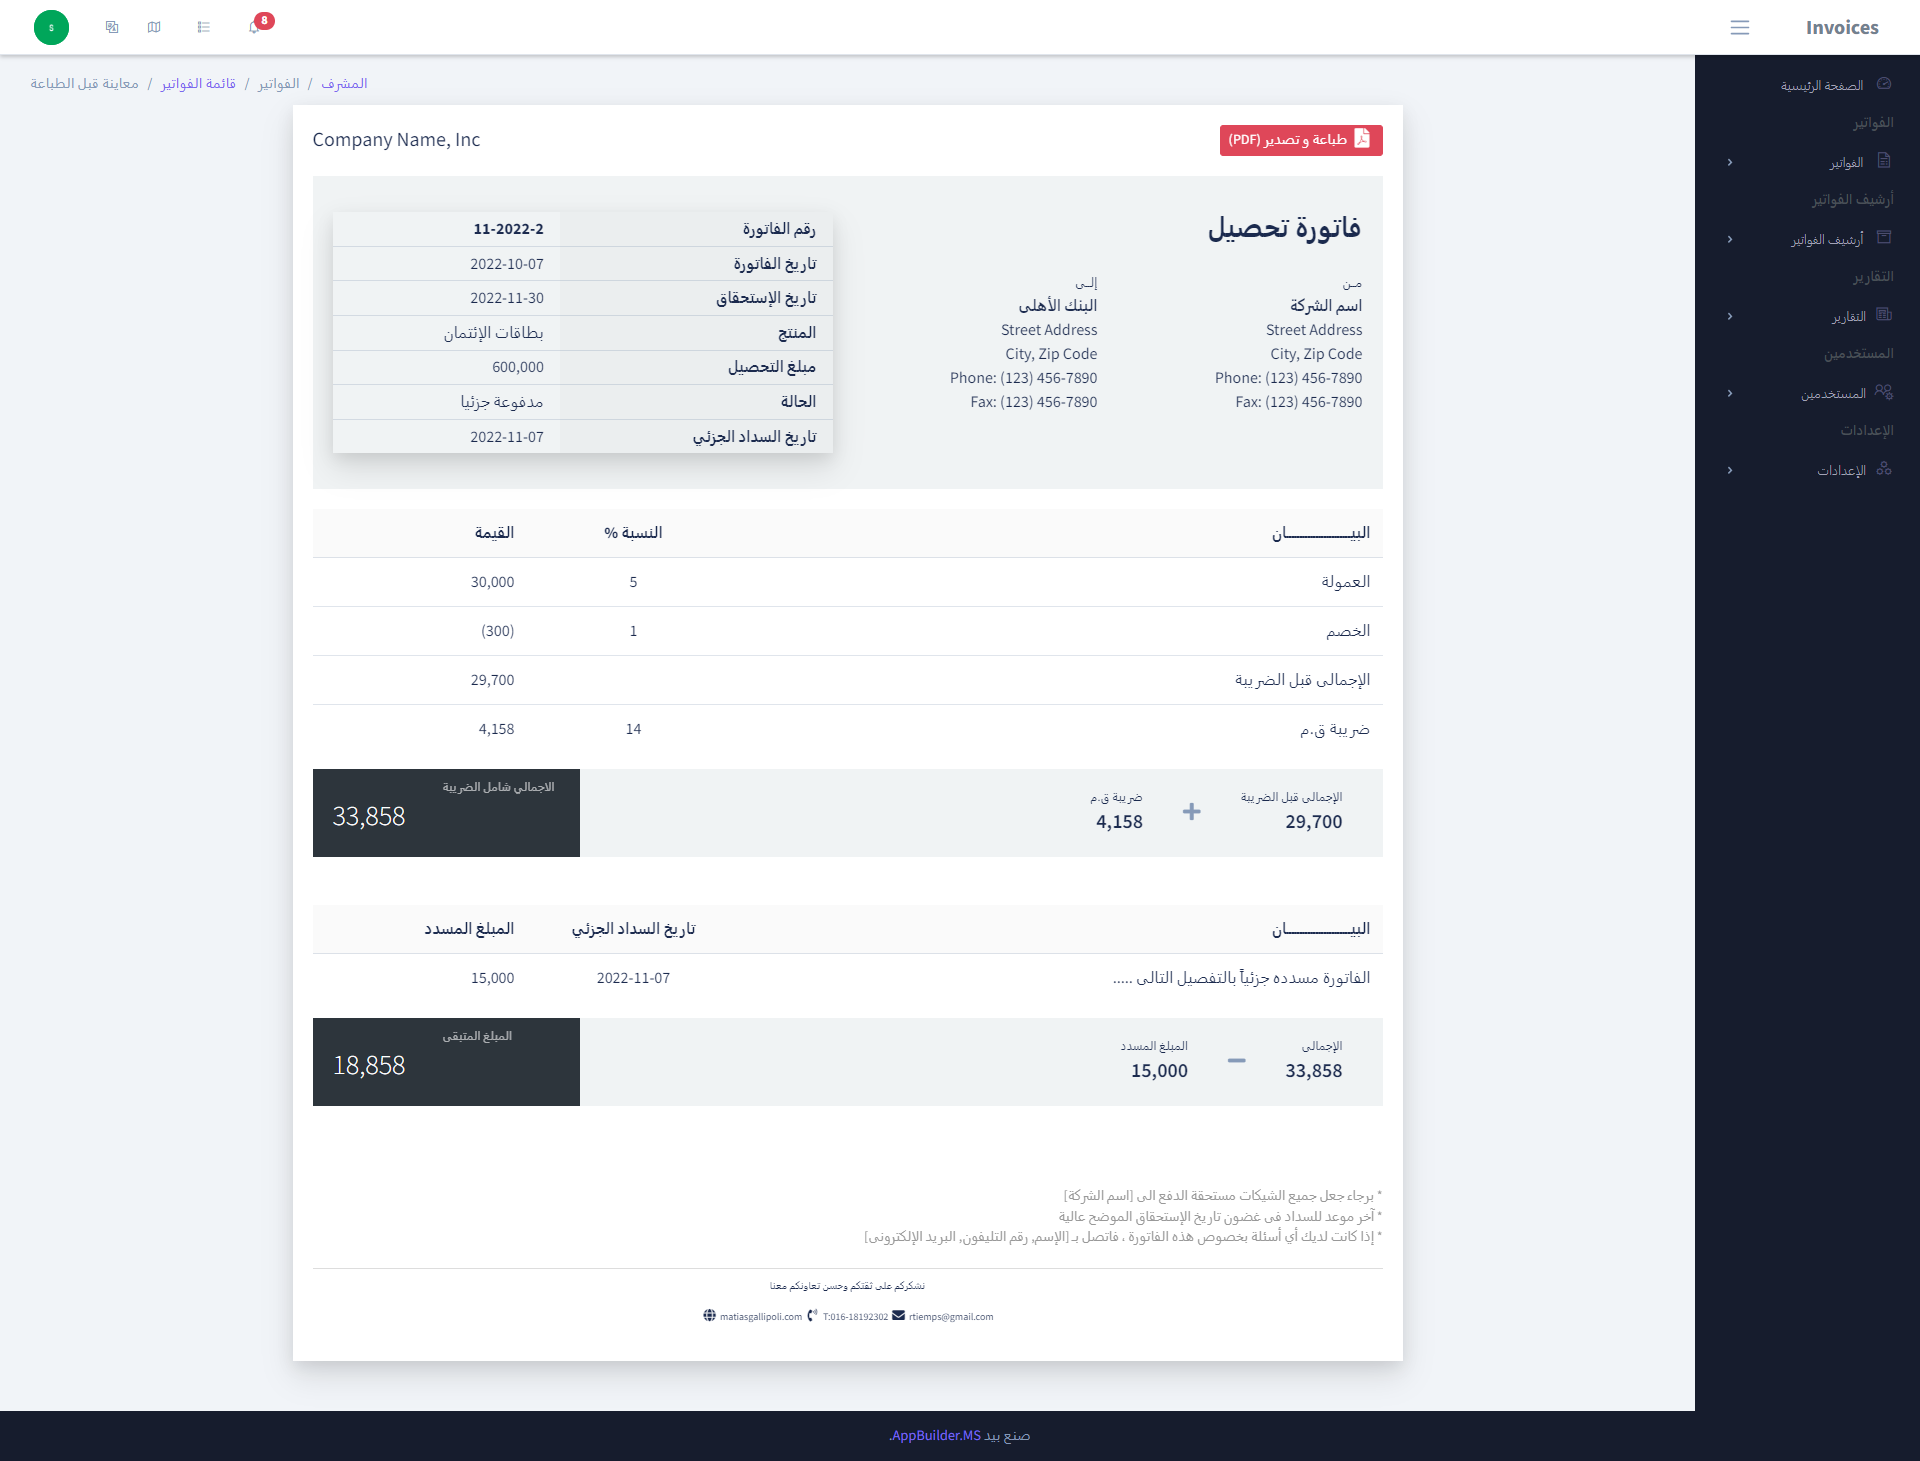 Invoices
8
$
الصفحة الرئيسية
الفواتير
الفواتير
أرشيف الفواتير
أرشيف الفواتير
التقارير
التقارير
المستخدمين
المستخدمين
الإعدادات
الإعدادات
المشرف / الفواتير / قائمة الفواتير / معاينة قبل الطباعة
طباعة و تصدير (PDF)
Company Name, Inc
فاتورة تحصيل
مـن
اسم الشركة
Street Address
City, Zip Code
Phone: (123) 456-7890
Fax: (123) 456-7890
إلــى
البنك الأهلى
Street Address
City, Zip Code
Phone: (123) 456-7890
Fax: (123) 456-7890
رقم الفاتورة 11-2022-2
تاريخ الفاتورة 2022-10-07
تاريخ الإستحقاق 2022-11-30
المنتج بطاقات الإئتمان
مبلغ التحصيل 600,000
الحالة مدفوعة جزئيا
تاريخ السداد الجزئي 2022-11-07
البيـــــــــــــــان النسبة % القيمة
العمولة 5 30,000
الخصم 1 (300)
الإجمالى قبل الضريبة 29,700
ضريبة ق.م 14 4,158
الإجمالى قبل الضريبة
29,700
ضريبة ق.م
4,158
الاجمالي شامل الضريبة
33,858
البيـــــــــــــــان تاريخ السداد الجزئي المبلغ المسدد
الفاتورة مسدده جزئياً بالتفصيل التالى ..... 2022-11-07 15,000
الإجمالى
33,858
المبلغ المسدد
15,000
المبلغ المتبقى
18,858
* برجاء جعل جميع الشيكات مستحقة الدفع الى [اسم الشركة]
* آخر موعد للسداد فى غضون تاريخ الإستحقاق الموضح عالية
* إذا كانت لديك أي أسئلة بخصوص هذه الفاتورة ، فاتصل بـ [الإسم, رقم التليفون, البريد الإلكترونى]
نشكركم على ثقتكم وحسن تعاونكم معنا
matiasgallipoli.com T:016-18192302 rtiemps@gmail.com
صنع بيد AppBuilder.MS.